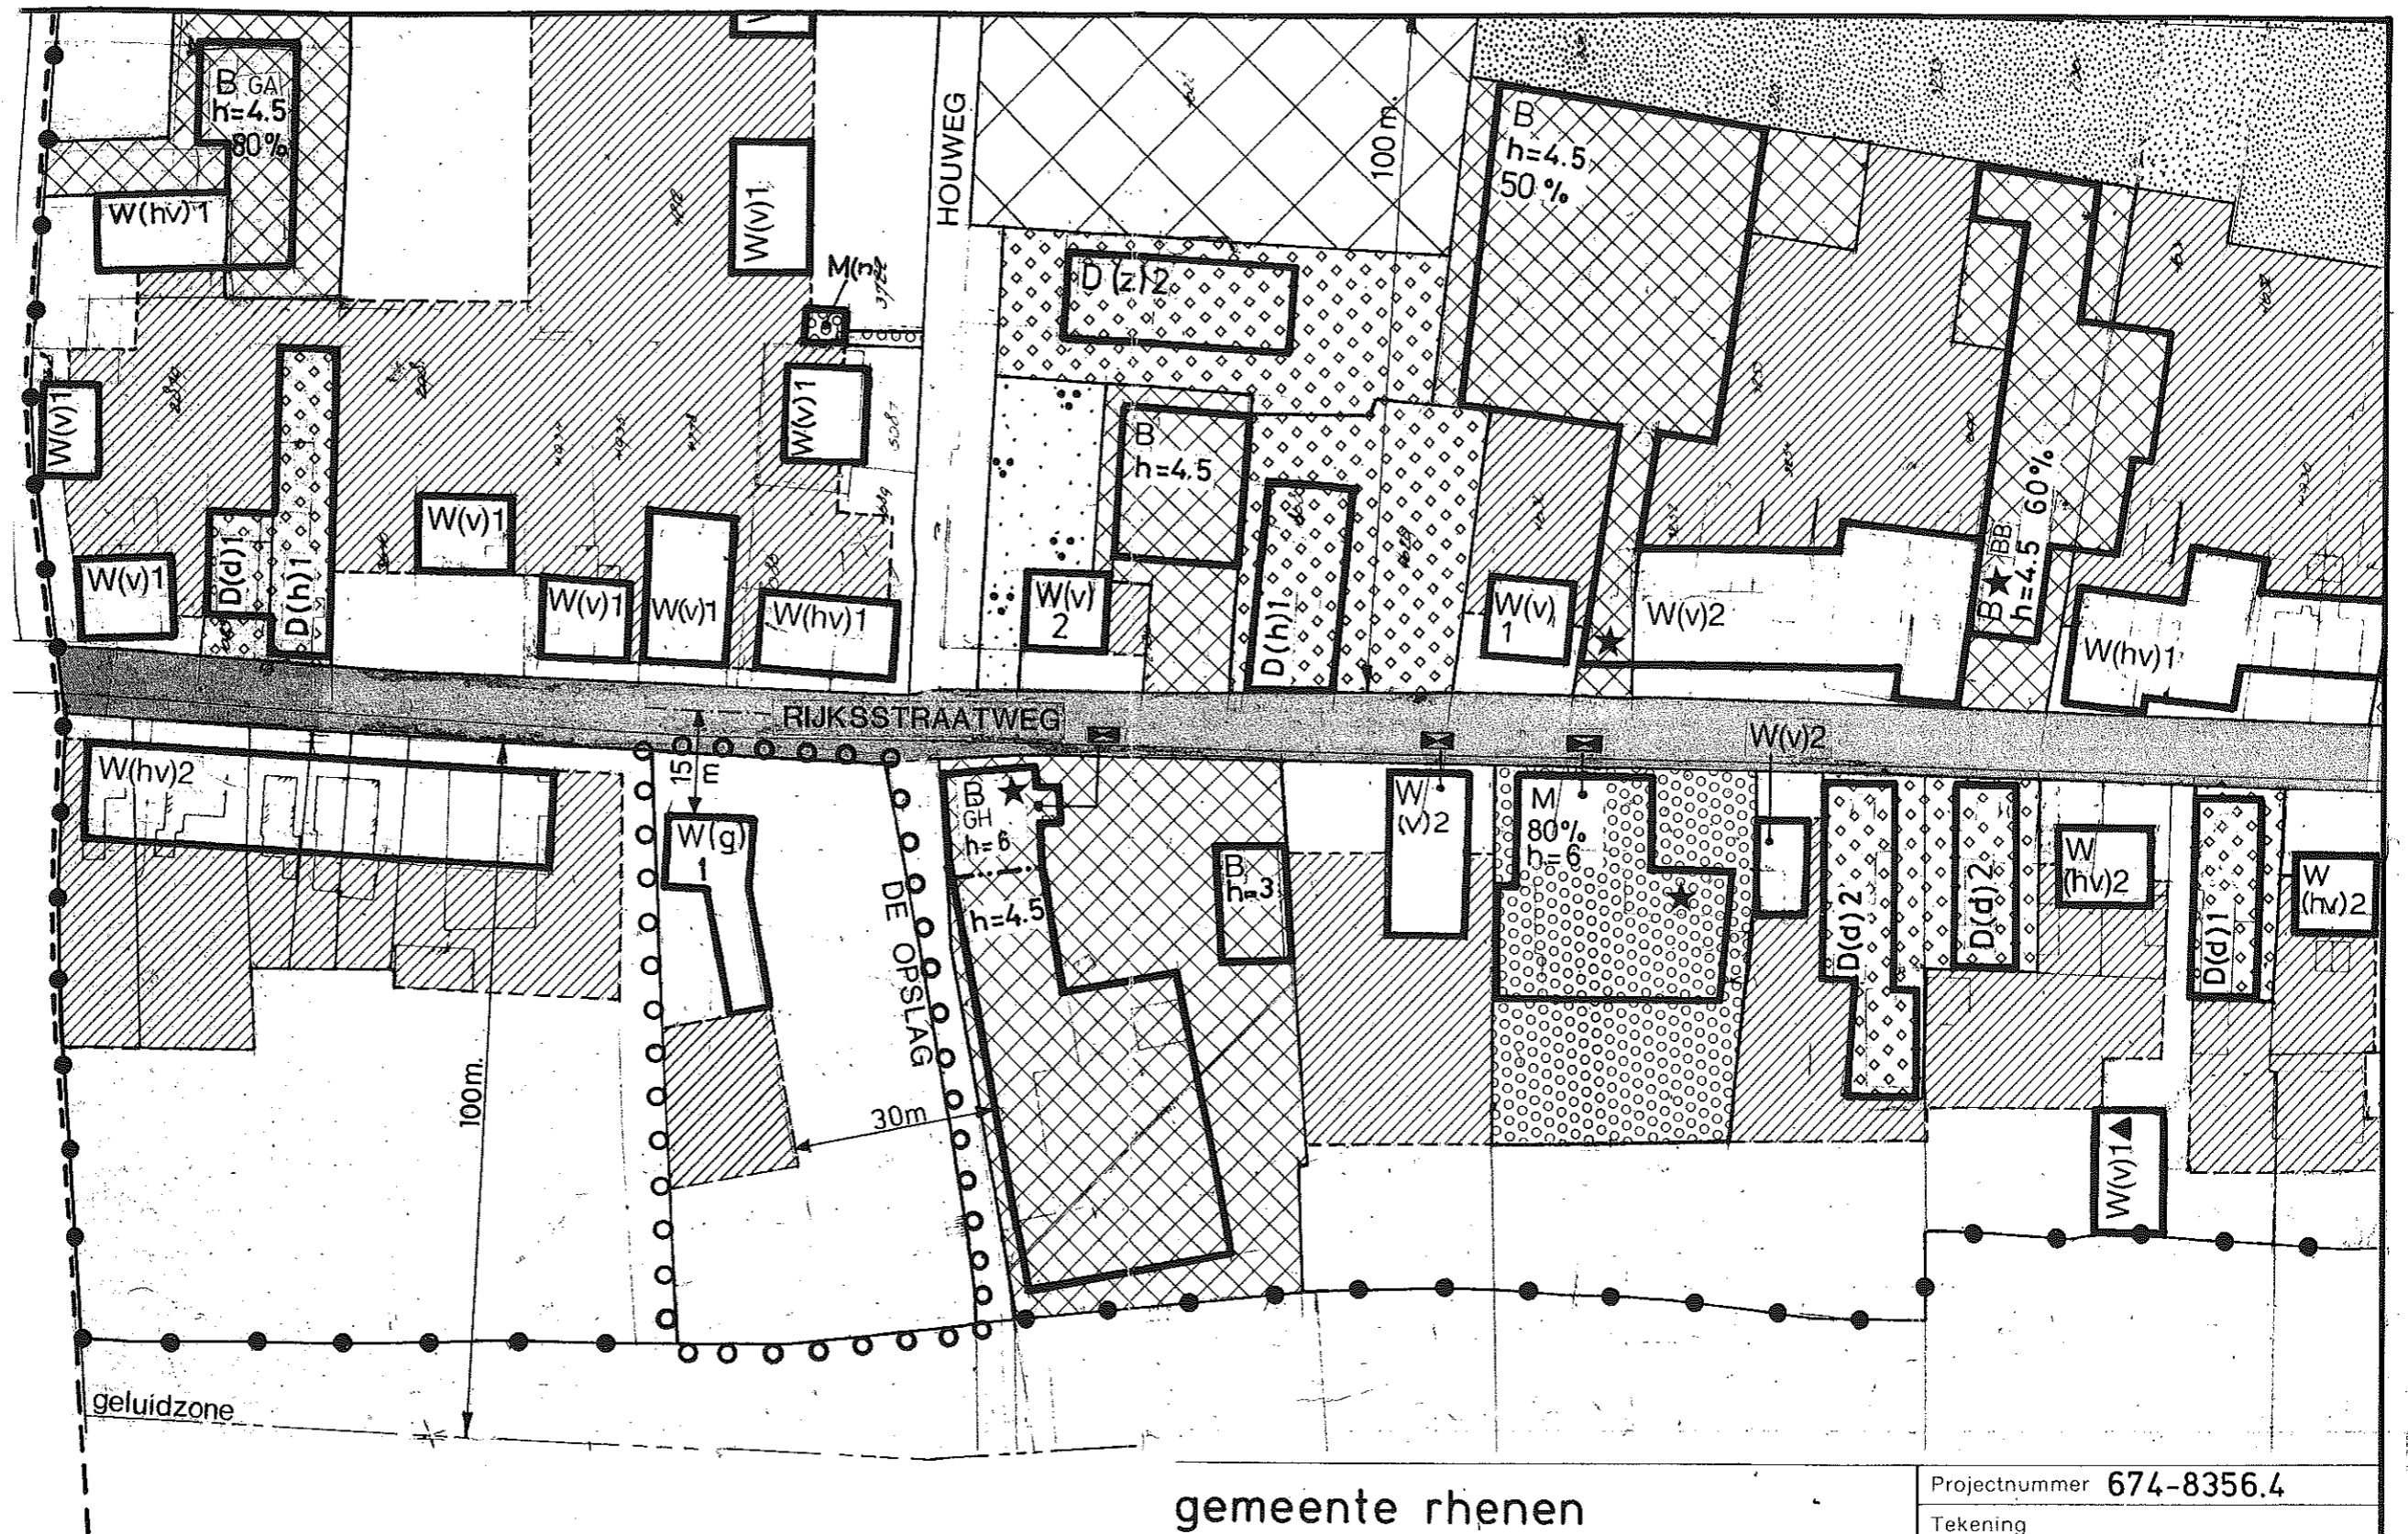 B GA
h=4.5
80%
W(hv)1
W(v)1
M(n
HOUWEG
100m.
B
h=4.5
50%
D(z)2
W(v)1
W(v)1
W(v)1
D(d)1
D(h)1
W(v)1
W(v)1
W(v)1
W(hv)1
B
h=4.5
W(v)
2
D(h)1
W(v)
1
W(v)2
B ★ BB
h=4.5 60%
W(hv)1
RIJKSSTRAATWEG
W(v)2
W(hv)2
15
m
W(g)
1
DE OPSLAG
B ★
GH
h=6
h=4.5
B
h=3
W
(v)2
M
80%
h=6
D(d)2
D(d)2
W
(hv)2
D(d)1
W
(hv)2
100m.
30m
W(v)1
geluidzone
gemeente rhenen
Projectnummer 674-8356.4
Tekening